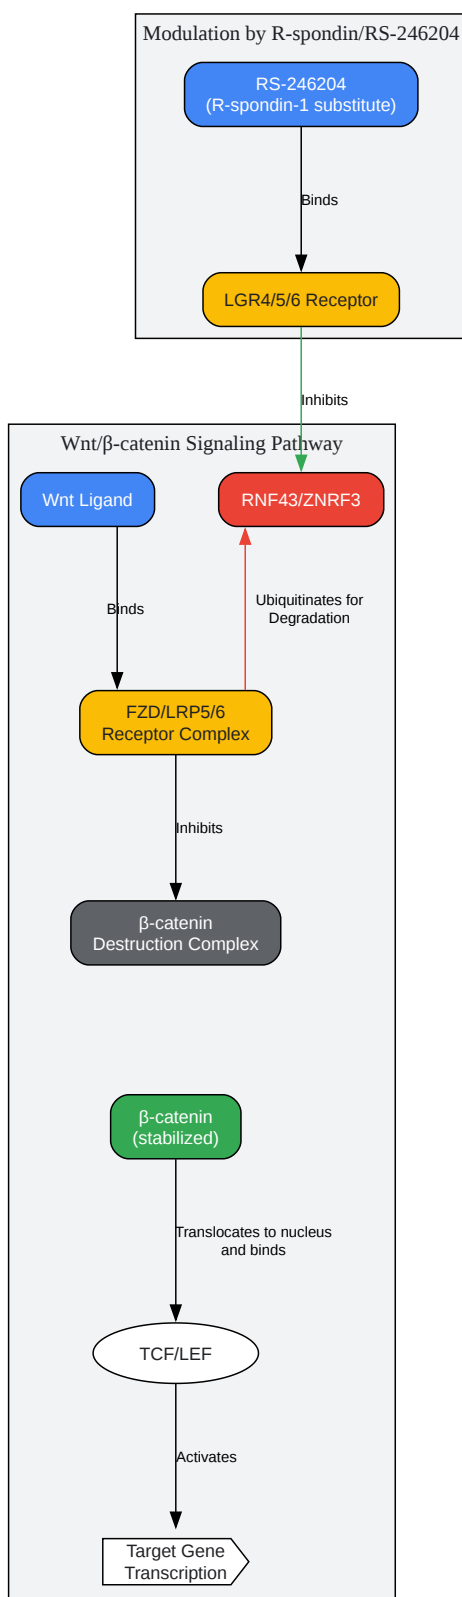 Modulation by R-spondin/RS-246204
RS-246204
(R-spondin-1 substitute)
Binds
LGR4/5/6 Receptor
Inhibits
Wnt/β-catenin Signaling Pathway
Wnt Ligand
RNF43/ZNRF3
Binds
Ubiquitinates for
Degradation
FZD/LRP5/6
Receptor Complex
Inhibits
β-catenin
Destruction Complex
β-catenin
(stabilized)
Translocates to nucleus
and binds
TCF/LEF
Activates
Target Gene
Transcription